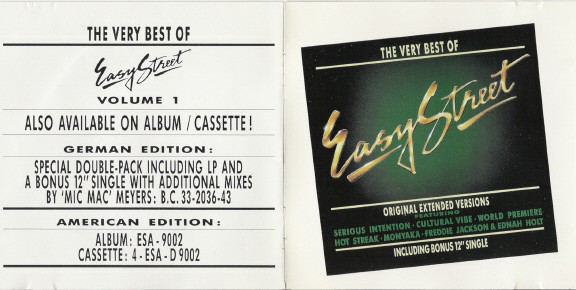 THE VERY BEST OF
Easy Street
VOLUME 1
ALSO AVAILABLE ON ALBUM / CASSETTE !
GERMAN EDITION :
SPECIAL DOUBLE-PACK INCLUDING LP AND
A BONUS 12" SINGLE WITH ADDITIONAL MIXES
BY 'MIC MAC' MEYERS: B.C. 33-2036-43
AMERICAN EDITION :
ALBUM: ESA - 9002
CASSETTE: 4 - ESA - D 9002
THE VERY BEST OF
Easy Street
ORIGINAL EXTENDED VERSIONS
FEATURING
SERIOUS INTENTION · CULTURAL VIBE · WORLD PREMIERE
HOT STREAK · MONYAKA · FREDDIE JACKSON & EDNAH HOLT
INCLUDING BONUS 12" SINGLE